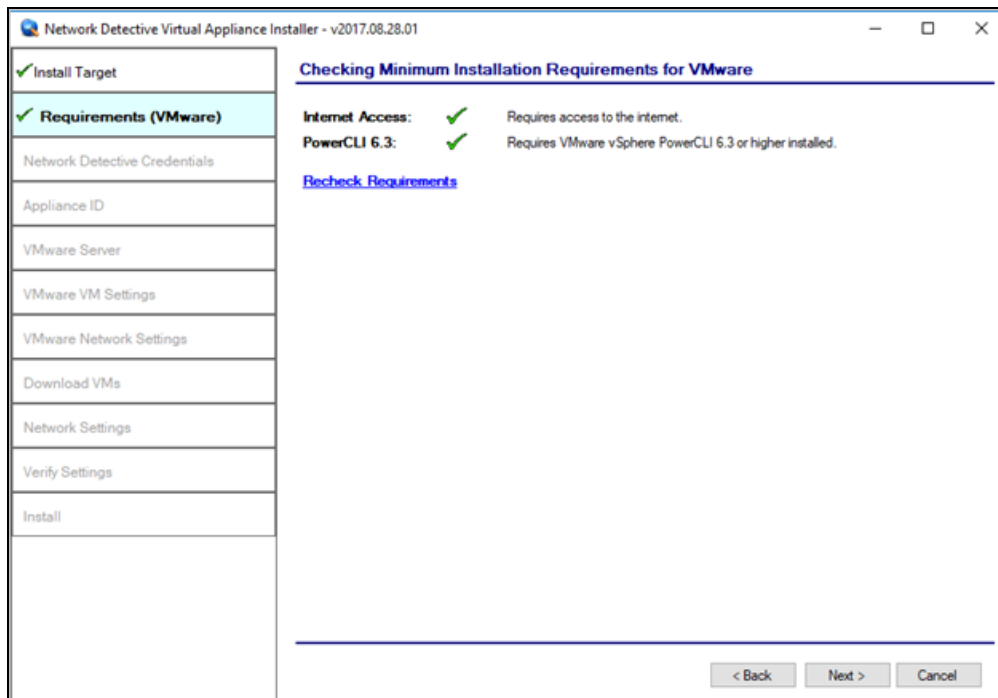 Network Detective Virtual Appliance Installer - v2017.08.28.01
Install Target
Requirements (VMware)
Network Detective Credentials
Appliance ID
VMware Server
VMware VM Settings
VMware Network Settings
Download VMs
Network Settings
Verify Settings
Install
Checking Minimum Installation Requirements for VMware
Internet Access: Requires access to the internet.
PowerCLI 6.3: Requires VMware vSphere PowerCLI 6.3 or higher installed.
Recheck Requirements
< Back Next > Cancel